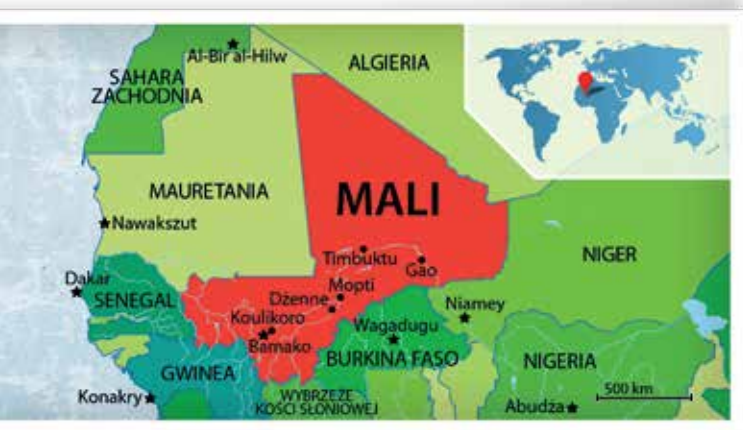 Al-Bir al-Hilw
ALGIERIA
SAHARA
ZACHODNIA
MAURETANIA
MALI
Nawakszut
Timbuktu
Gao
NIGER
Dakar
SENEGAL
Mopti
Dżenne
Koulikoro
Bamako
Niamey
Wagadugu
BURKINA FASO
NIGERIA
GWINEA
Konakry
WYBRZEŻE
KOŚCI SŁONIOWEJ
Abudża
500 km